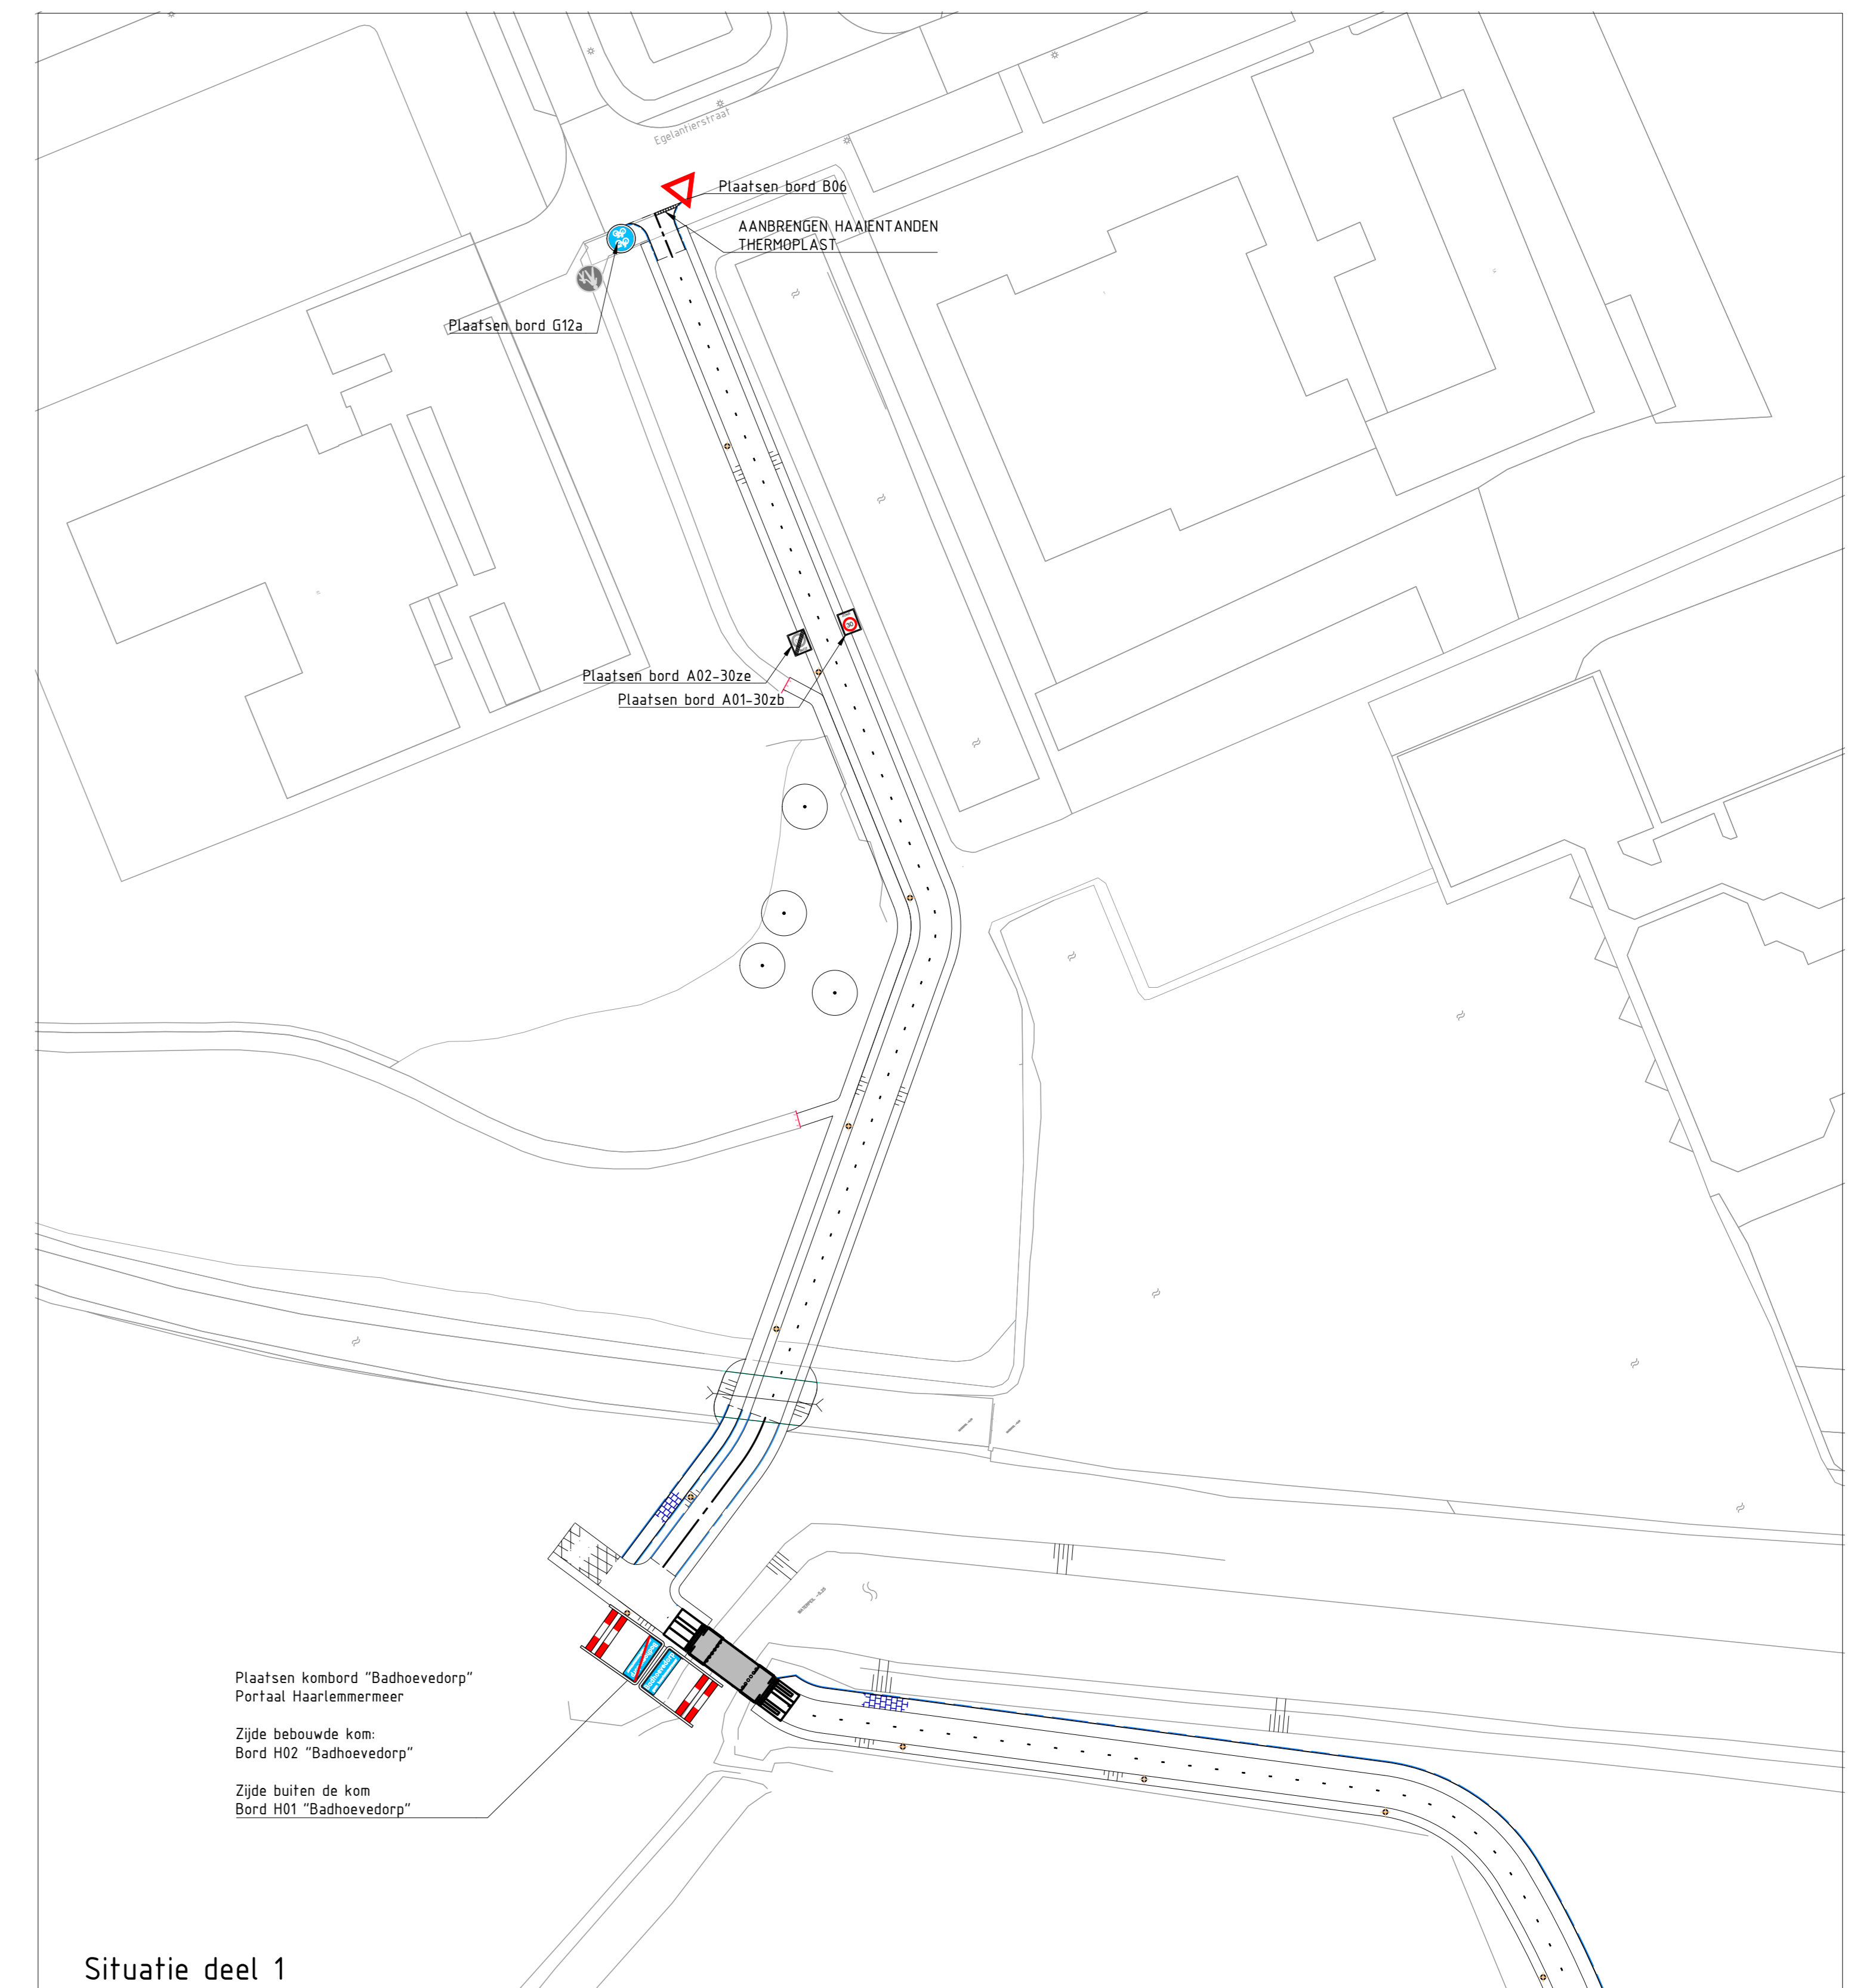 Egelantierstraat
Plaatsen bord B06
AANBRENGEN HAAIENTANDEN
THERMOPLAST
Plaatsen bord G12a
30
Plaatsen bord A02-30ze
Plaatsen bord A01-30zb
Plaatsen kombord "Badhoevedorp"
Portaal Haarlemmermeer
Zijde bebouwde kom:
Bord H02 "Badhoevedorp"
Zijde buiten de kom
Bord H01 "Badhoevedorp"
Situatie deel 1